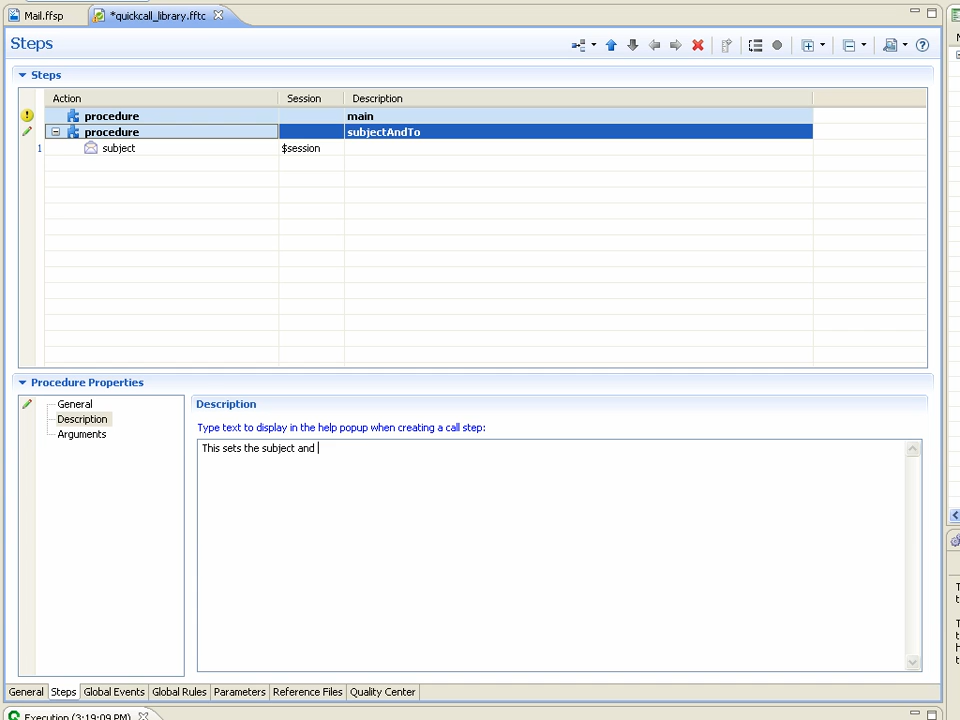 Mail.ffsp
*quickcall_library.fftc
Steps
Steps
Action Session Description
procedure main
procedure subjectAndTo
1 subject $session
Procedure Properties
General
Description
Arguments
Description
Type text to display in the help popup when creating a call step:
This sets the subject and
General Steps Global Events Global Rules Parameters Reference Files Quality Center
Execution (3:19:09 PM)